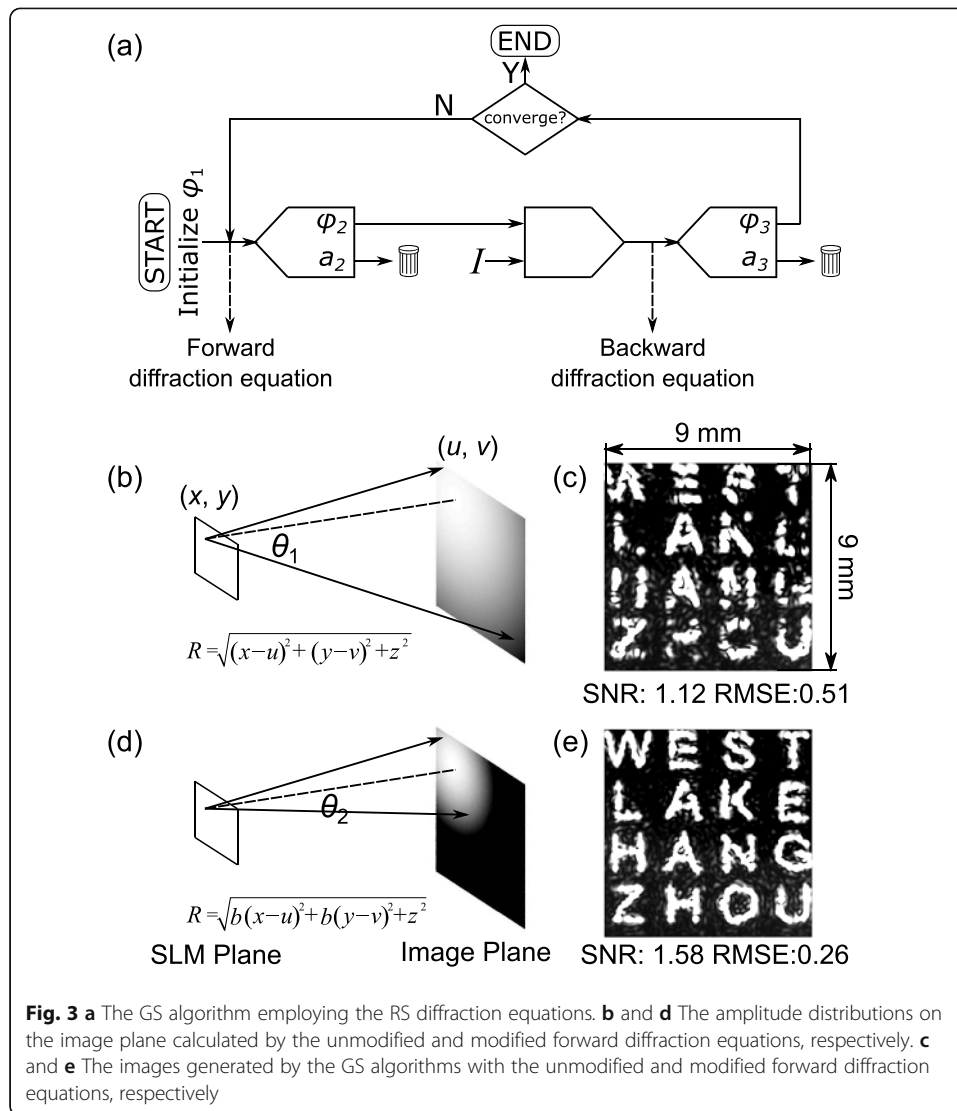 (a)
END
Y
N
converge?
START
Initialize φ₁
φ₂
a₂
I
φ₃
a₃
Forward
diffraction equation
Backward
diffraction equation
(b)
(x, y)
(u, v)
θ₁
R = √(x−u)²+(y−v)²+z²
(c)
9 mm
9 mm
SNR: 1.12 RMSE:0.51
(d)
θ₂
R = √b(x−u)²+b(y−v)²+z²
SLM Plane
Image Plane
(e)
WEST
LAKE
HANG
ZHOU
SNR: 1.58 RMSE:0.26
Fig. 3 a The GS algorithm employing the RS diffraction equations. b and d The amplitude distributions on
the image plane calculated by the unmodified and modified forward diffraction equations, respectively. c
and e The images generated by the GS algorithms with the unmodified and modified forward diffraction
equations, respectively